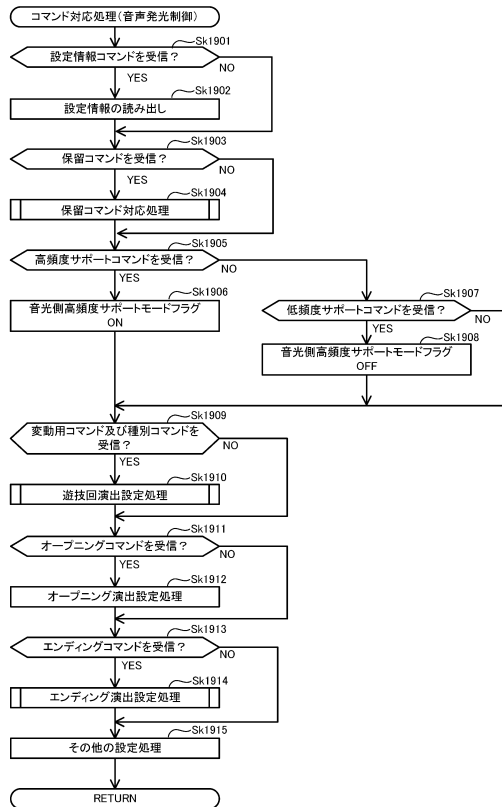 コマンド対応処理(音声発光制御)
Sk1901
設定情報コマンドを受信？
NO
YES
Sk1902
設定情報の読み出し
Sk1903
保留コマンドを受信？
NO
YES
Sk1904
保留コマンド対応処理
Sk1905
高頻度サポートコマンドを受信？
NO
YES
Sk1906
音光側高頻度サポートモードフラグ
ON
Sk1907
低頻度サポートコマンドを受信？
NO
YES
Sk1908
音光側高頻度サポートモードフラグ
OFF
Sk1909
変動用コマンド及び種別コマンドを
受信？
NO
YES
Sk1910
遊技回演出設定処理
Sk1911
オープニングコマンドを受信？
NO
YES
Sk1912
オープニング演出設定処理
Sk1913
エンディングコマンドを受信？
NO
YES
Sk1914
エンディング演出設定処理
Sk1915
その他の設定処理
RETURN